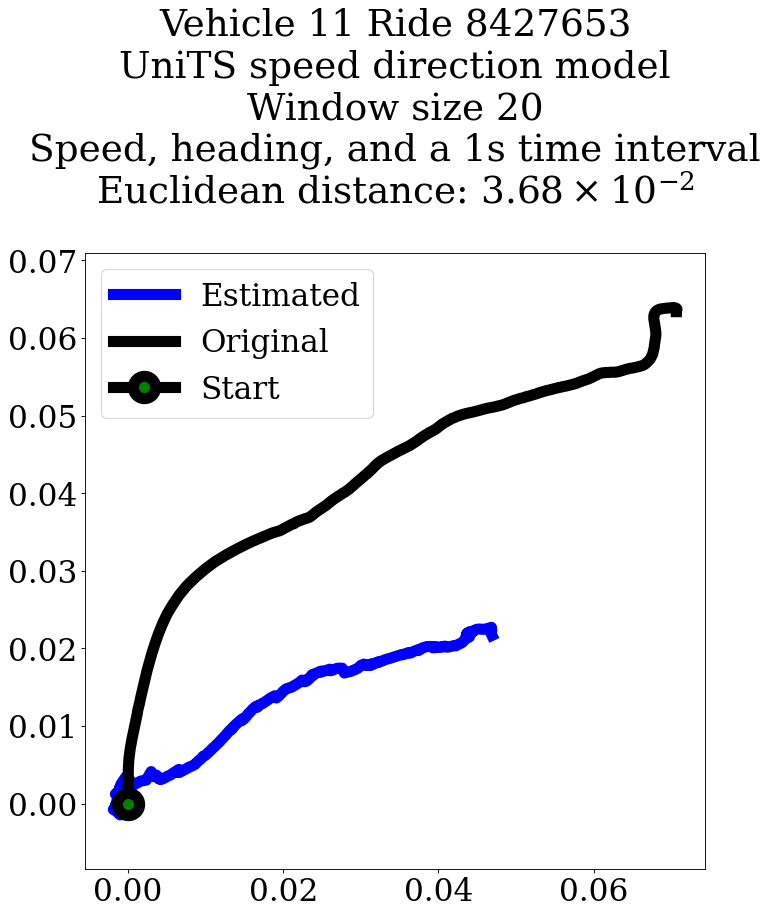 Vehicle 11 Ride 8427653
UniTS speed direction model
Window size 20
Speed, heading, and a 1s time interval
Euclidean distance: 3.68 × 10⁻²
0.07
Estimated
0.06
Original
Start
0.05
0.04
0.03
0.02
0.01
0.00
0.00 0.02 0.04 0.06